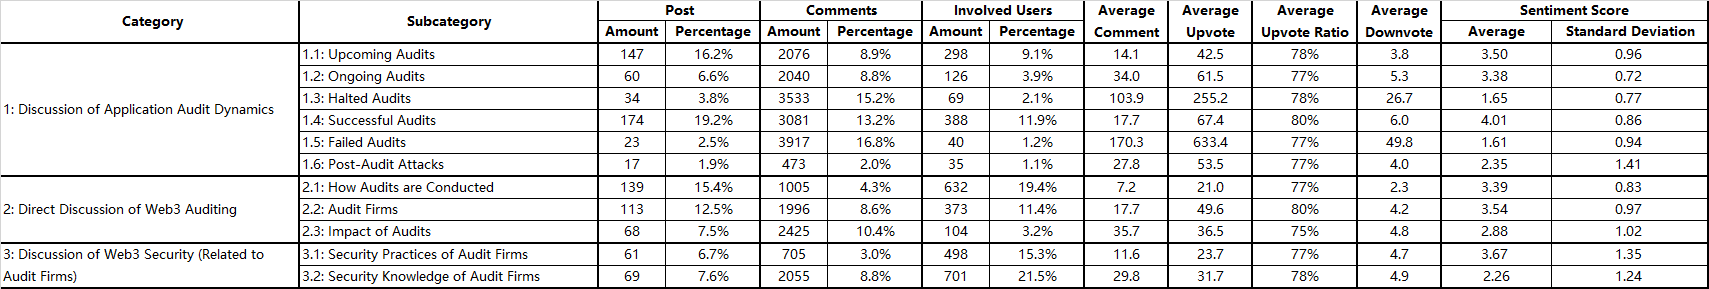 Category Subcategory Post Comments Involved Users Average Comment Average Upvote Average Upvote Ratio Average Downvote Sentiment Score
Amount Percentage Amount Percentage Amount Percentage Average Standard Deviation
1: Discussion of Application Audit Dynamics
1.1: Upcoming Audits 147 16.2% 2076 8.9% 298 9.1% 14.1 42.5 78% 3.8 3.50 0.96
1.2: Ongoing Audits 60 6.6% 2040 8.8% 126 3.9% 34.0 61.5 77% 5.3 3.38 0.72
1.3: Halted Audits 34 3.8% 3533 15.2% 69 2.1% 103.9 255.2 78% 26.7 1.65 0.77
1.4: Successful Audits 174 19.2% 3081 13.2% 388 11.9% 17.7 67.4 80% 6.0 4.01 0.86
1.5: Failed Audits 23 2.5% 3917 16.8% 40 1.2% 170.3 633.4 77% 49.8 1.61 0.94
1.6: Post-Audit Attacks 17 1.9% 473 2.0% 35 1.1% 27.8 53.5 77% 4.0 2.35 1.41
2: Direct Discussion of Web3 Auditing
2.1: How Audits are Conducted 139 15.4% 1005 4.3% 632 19.4% 7.2 21.0 77% 2.3 3.39 0.83
2.2: Audit Firms 113 12.5% 1996 8.6% 373 11.4% 17.7 49.6 80% 4.2 3.54 0.97
2.3: Impact of Audits 68 7.5% 2425 10.4% 104 3.2% 35.7 36.5 75% 4.8 2.88 1.02
3: Discussion of Web3 Security (Related to
Audit Firms)
3.1: Security Practices of Audit Firms 61 6.7% 705 3.0% 498 15.3% 11.6 23.7 77% 4.7 3.67 1.35
3.2: Security Knowledge of Audit Firms 69 7.6% 2055 8.8% 701 21.5% 29.8 31.7 78% 4.9 2.26 1.24